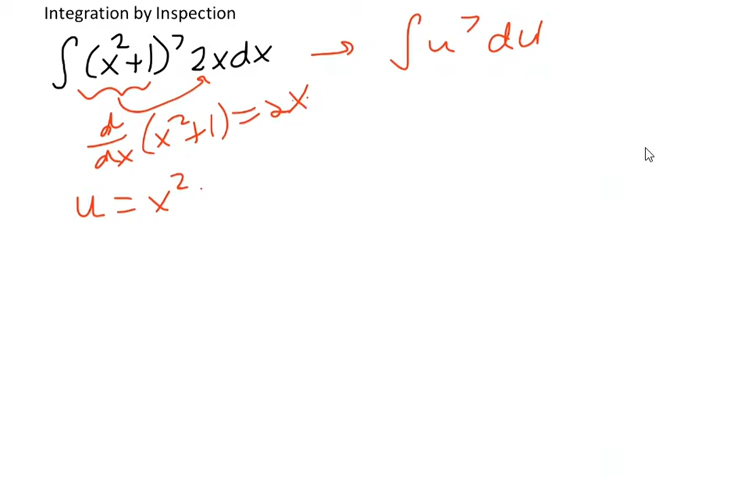 Integration by Inspection
∫ (x²+1)⁷ 2x dx → ∫ u⁷ du
d/dx (x²+1) = 2x
u = x²